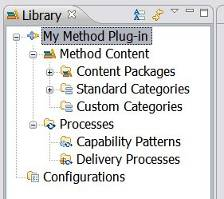 Library
My Method Plug-in
Method Content
Content Packages
Standard Categories
Custom Categories
Processes
Capability Patterns
Delivery Processes
Configurations